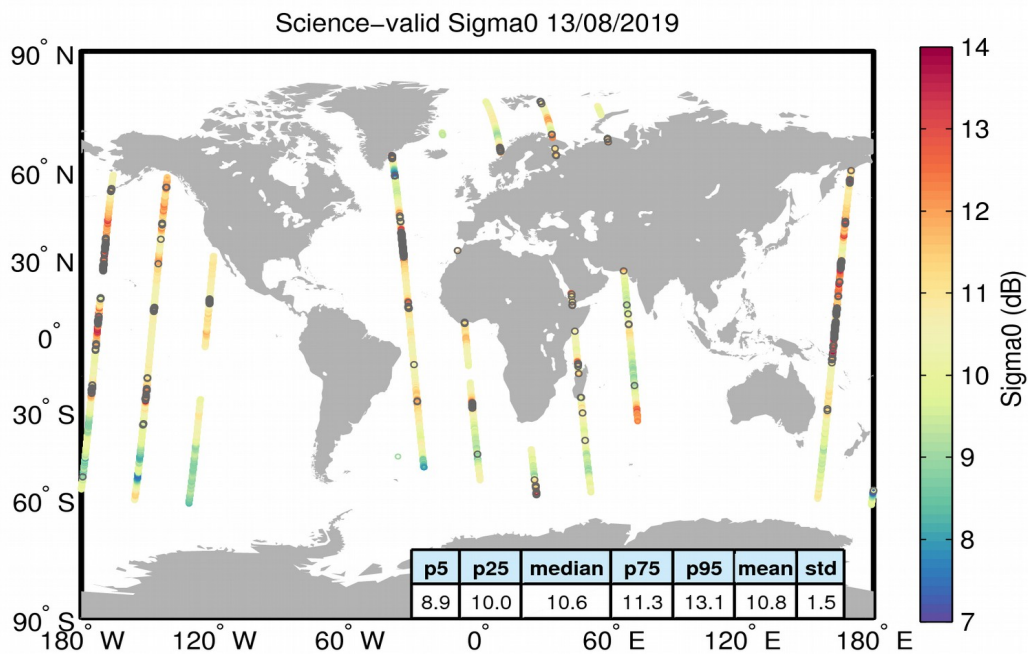 Science−valid Sigma0 13/08/2019
90° N
60° N
30° N
0°
30° S
60° S
90° S
180° W
120° W
60° W
0°
60° E
120° E
180° E
14
13
12
11
10
9
8
7
Sigma0 (dB)
p5 p25 median p75 p95 mean std
8.9 10.0 10.6 11.3 13.1 10.8 1.5